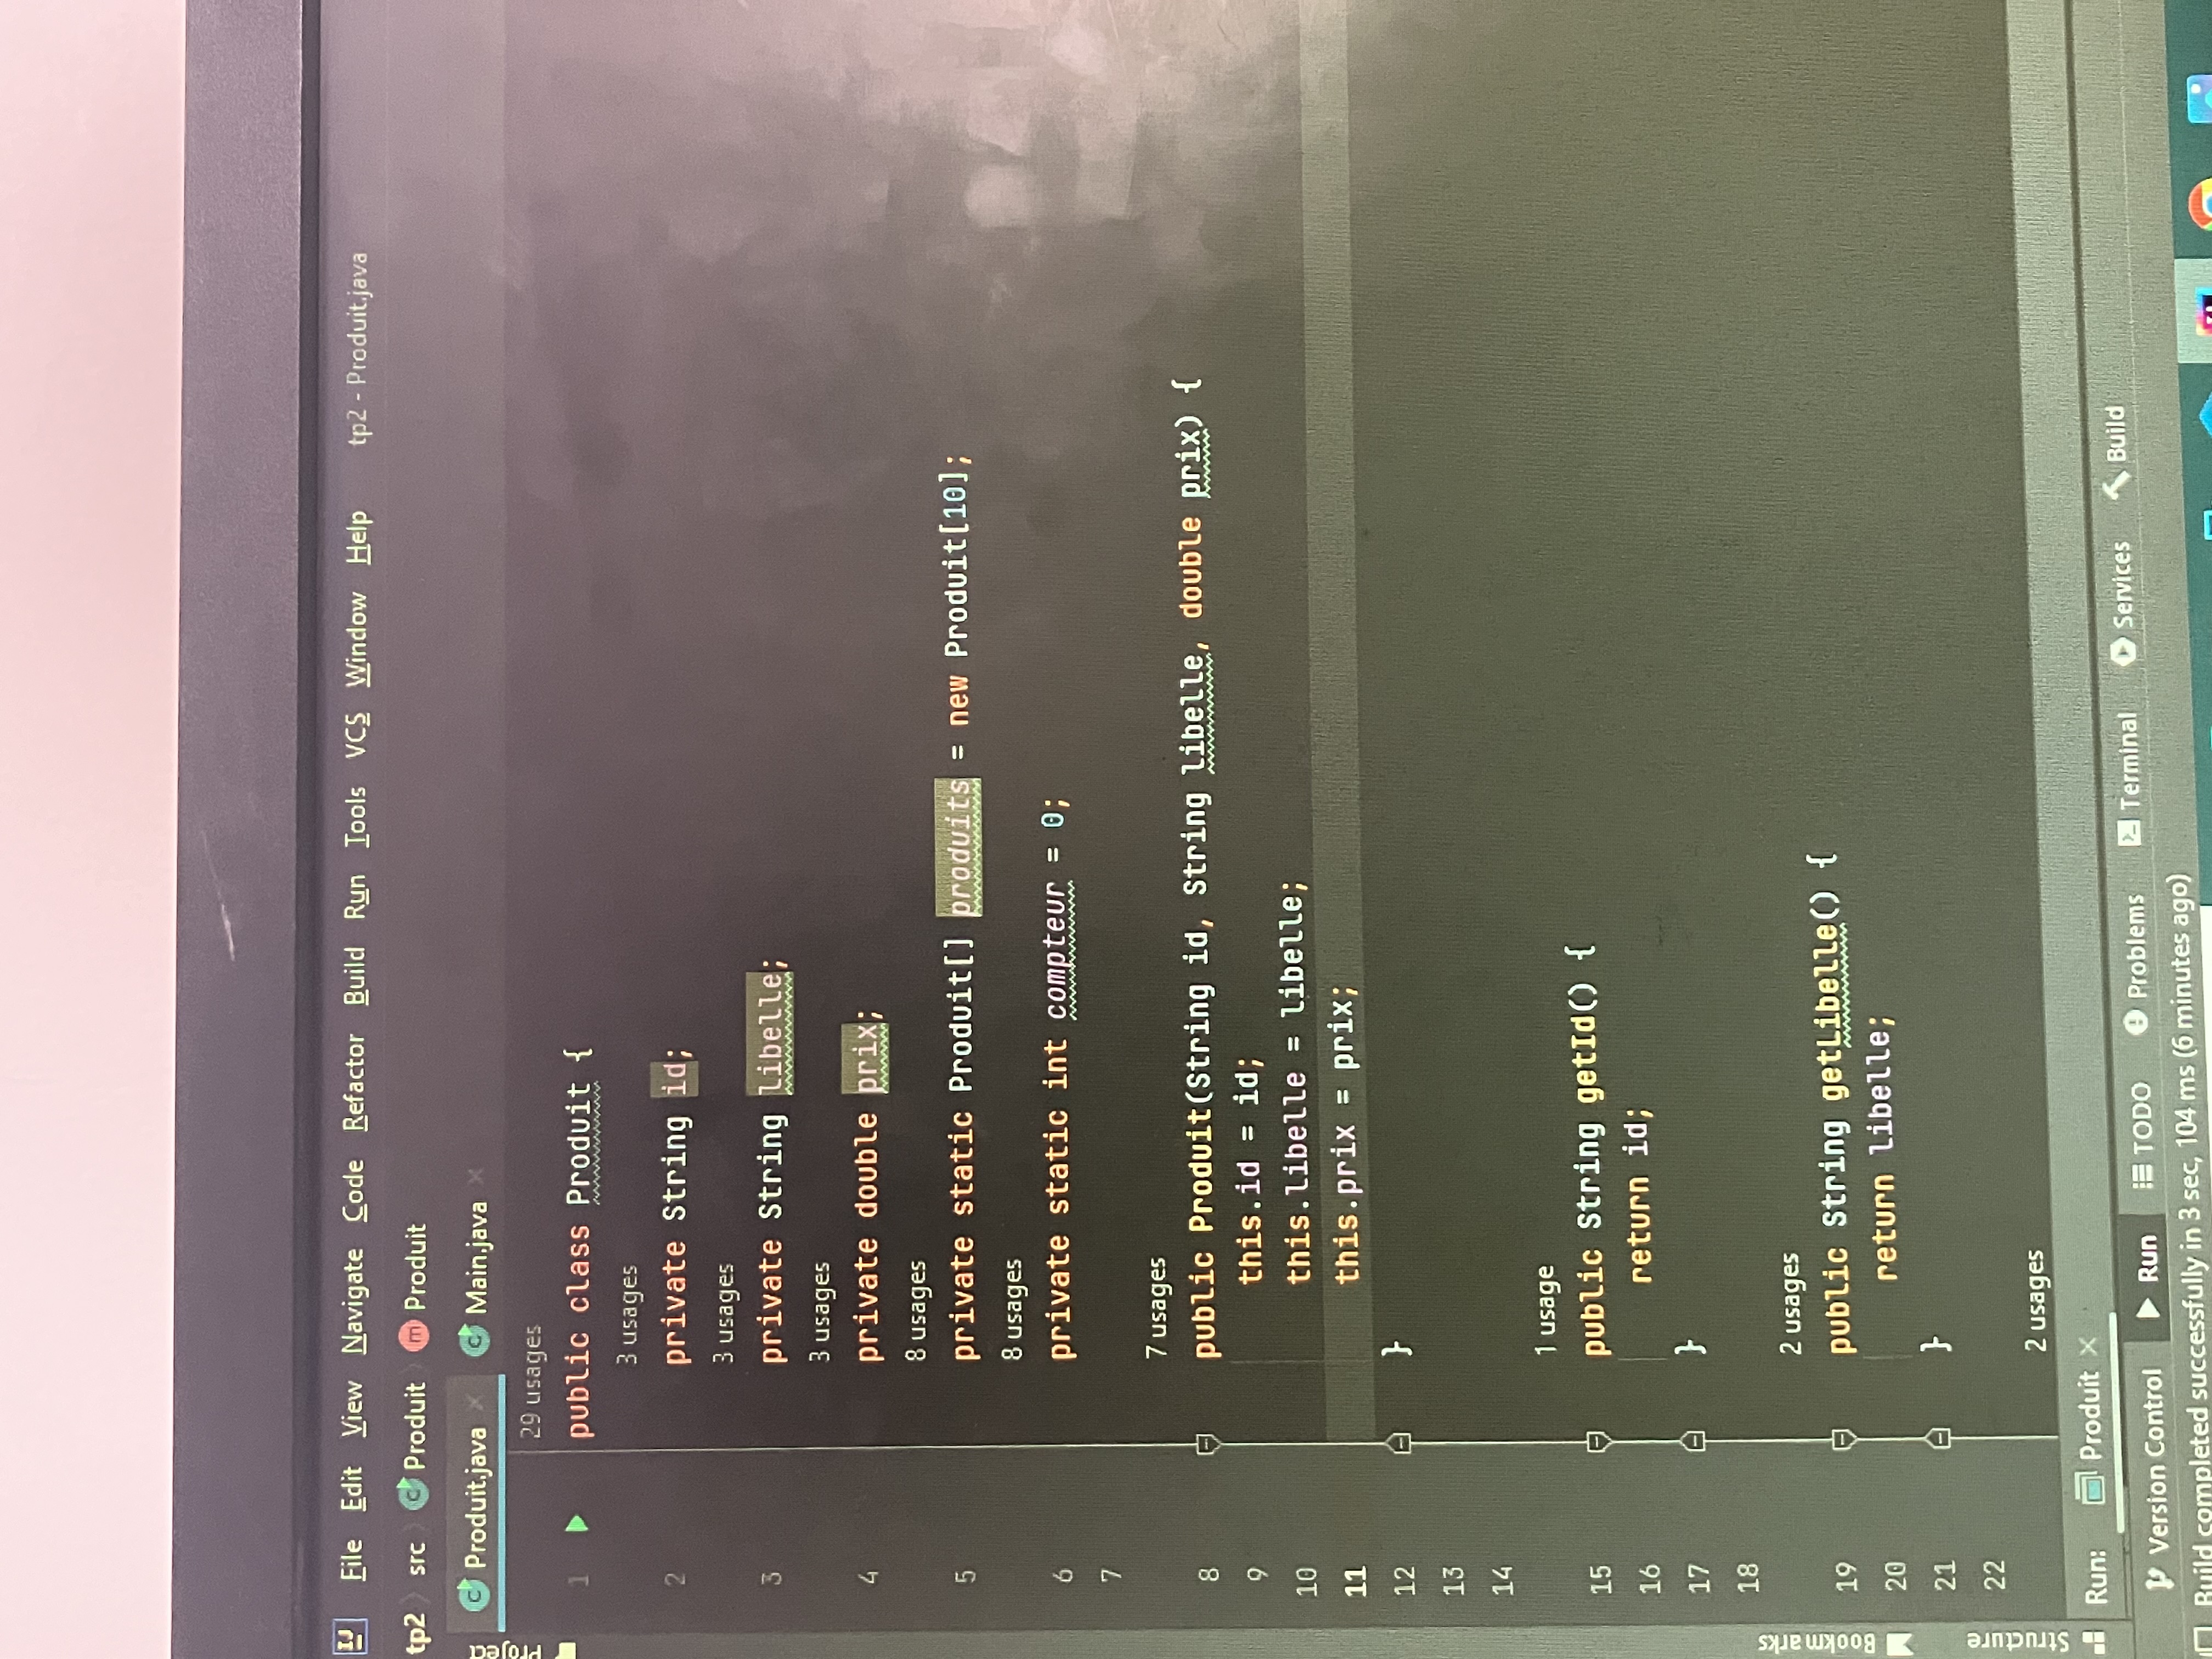 IJ File Edit View Navigate Code Refactor Build Run Tools VCS Window Help tp2 - Produit.java
tp2 src C Produit m Produit
C Produit.java C Main.java
Project
29 usages
1 public class Produit {
3 usages
2 private String id;
3 usages
3 private String libelle;
3 usages
4 private double prix;
8 usages
5 private static Produit[] produits = new Produit[10];
8 usages
6 private static int compteur = 0;
7
7 usages
8 public Produit(String id, String libelle, double prix) {
9 this.id = id;
10 this.libelle = libelle;
11 this.prix = prix;
12 }
13
14
1 usage
15 public String getId() {
16 return id;
17 }
18
2 usages
19 public String getLibelle() {
20 return libelle;
21 }
22
2 usages
Bookmarks
Structure
Run: Produit
Version Control Run TODO Problems Terminal Services Build
Build completed successfully in 3 sec, 104 ms (6 minutes ago)